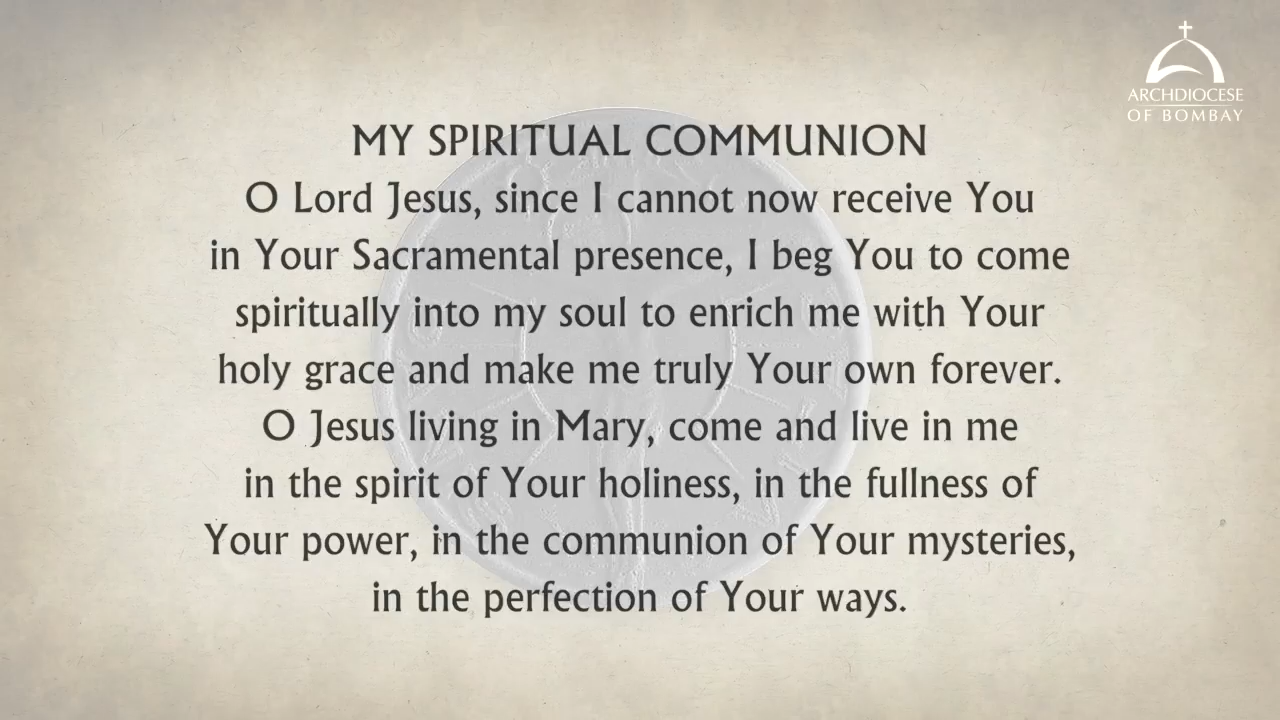 ARCHDIOCESE
OF BOMBAY
MY SPIRITUAL COMMUNION
O Lord Jesus, since I cannot now receive You
in Your Sacramental presence, I beg You to come
spiritually into my soul to enrich me with Your
holy grace and make me truly Your own forever.
O Jesus living in Mary, come and live in me
in the spirit of Your holiness, in the fullness of
Your power, in the communion of Your mysteries,
in the perfection of Your ways.